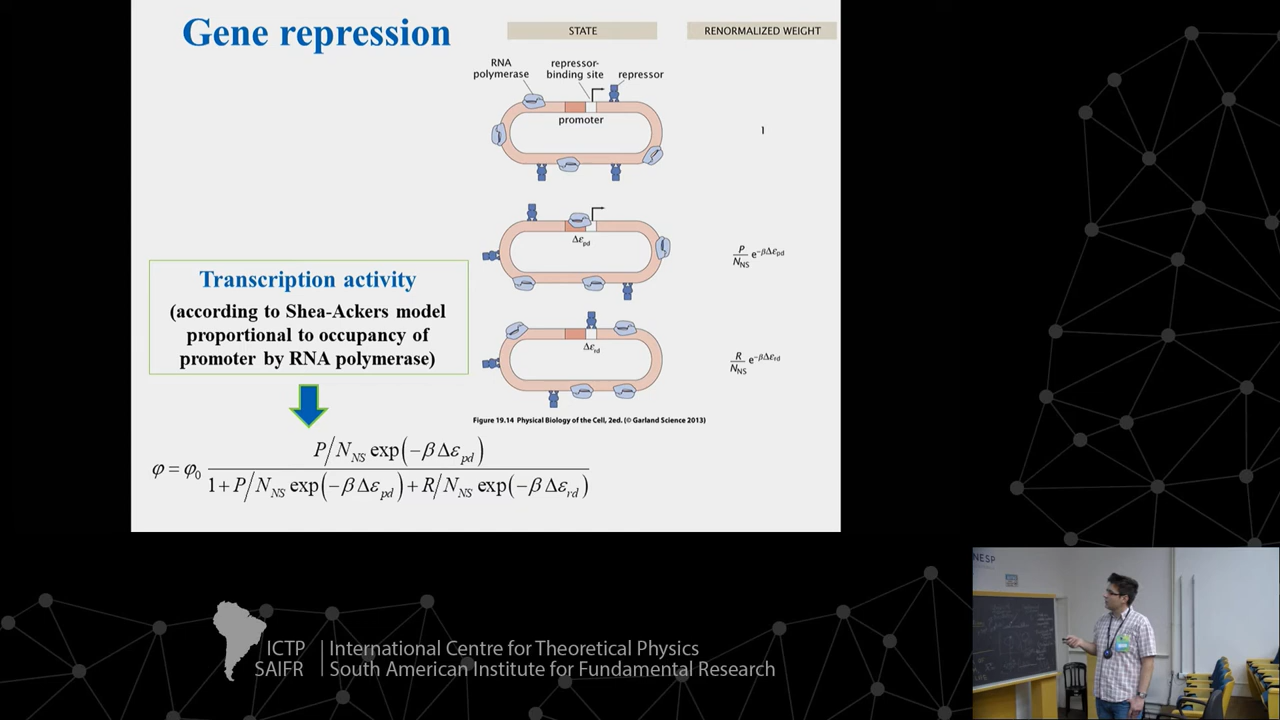 Gene repression
STATE
RENORMALIZED WEIGHT
RNA
polymerase
repressor-
binding site
repressor
promoter
1
Δε_pd
P/N_NS e^−βΔε_pd
Δε_rd
R/N_NS e^−βΔε_rd
Figure 19.14 Physical Biology of the Cell, 2ed. (© Garland Science 2013)
Transcription activity
(according to Shea-Ackers model
proportional to occupancy of
promoter by RNA polymerase)
φ = φ_0 P/N_NS exp(−βΔε_pd) / 1+P/N_NS exp(−βΔε_pd)+R/N_NS exp(−βΔε_rd)
NESP
ICTP
SAIFR
International Centre for Theoretical Physics
South American Institute for Fundamental Research